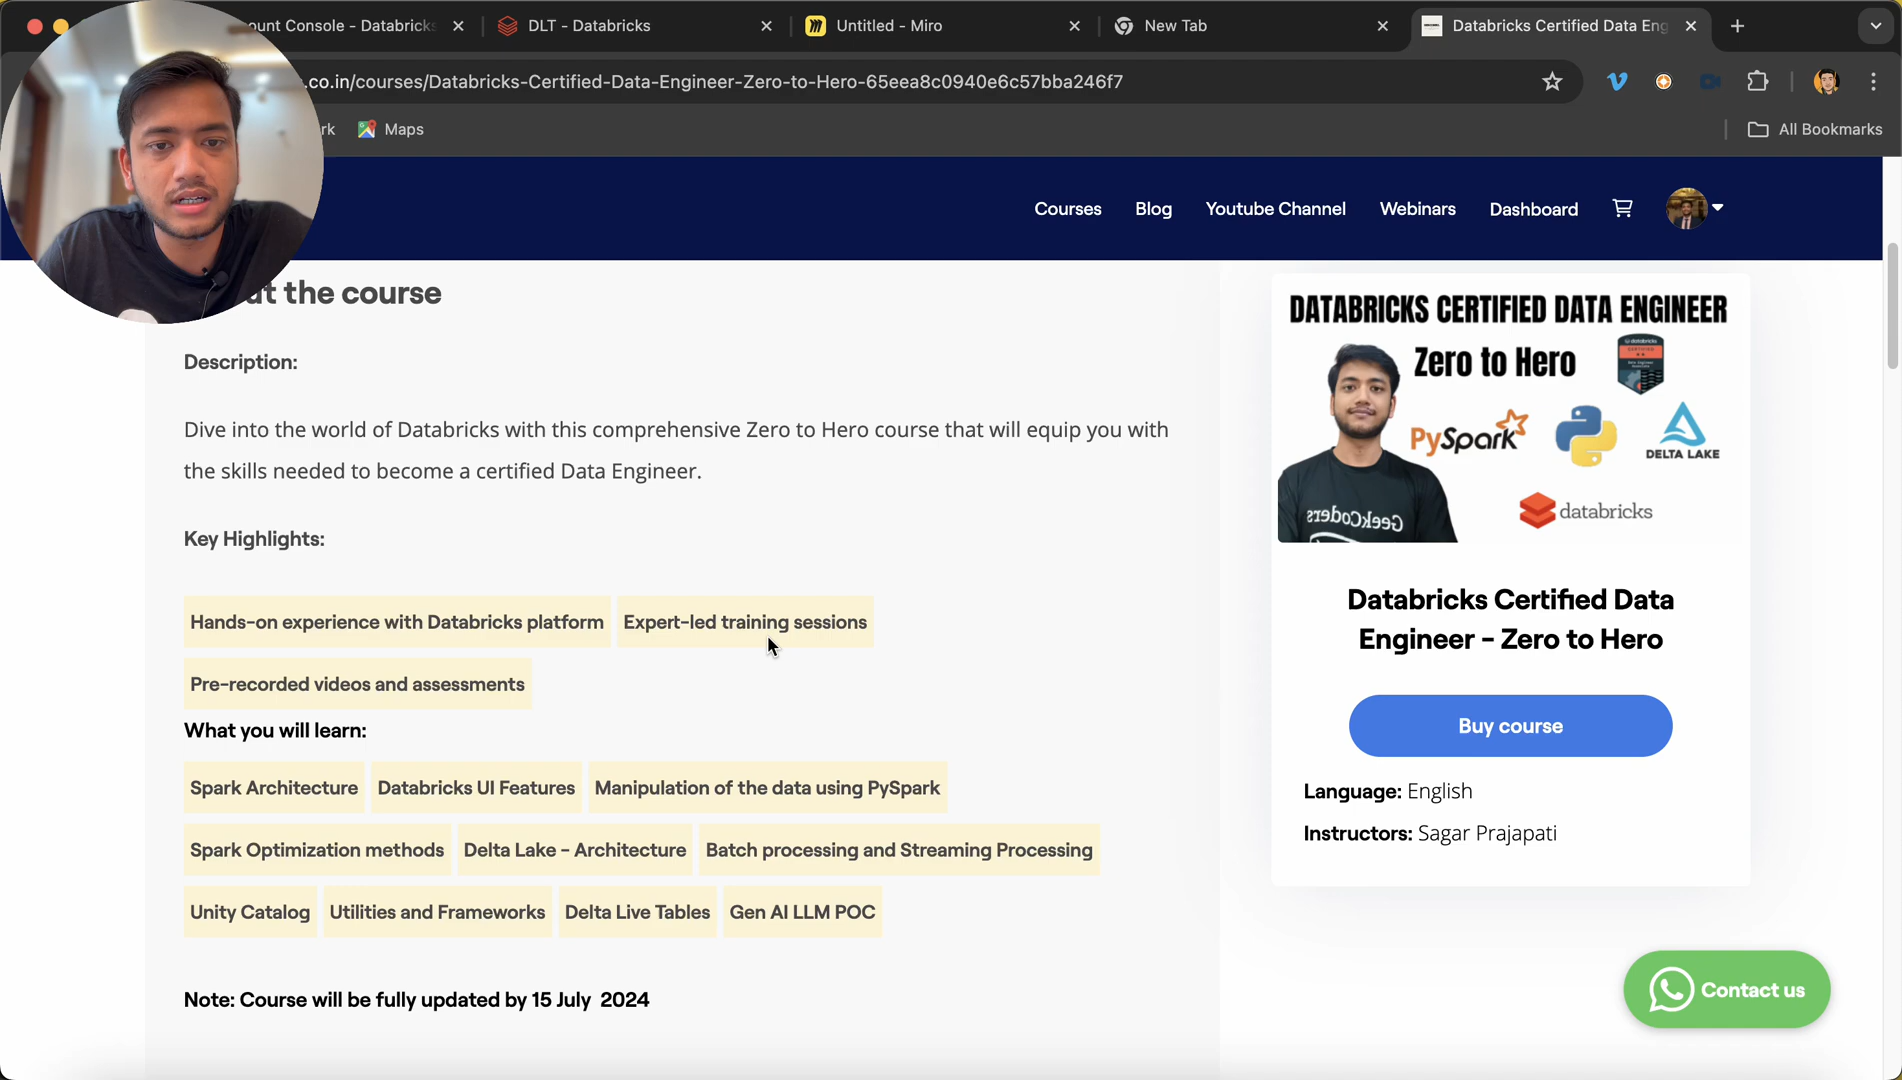 ount Console - Databricks
DLT - Databricks
Untitled - Miro
New Tab
Databricks Certified Data Eng
.co.in/courses/Databricks-Certified-Data-Engineer-Zero-to-Hero-65eea8c0940e6c57bba246f7
rk
Maps
All Bookmarks
Courses
Blog
Youtube Channel
Webinars
Dashboard
ut the course
Description:
Dive into the world of Databricks with this comprehensive Zero to Hero course that will equip you with
the skills needed to become a certified Data Engineer.
Key Highlights:
Hands-on experience with Databricks platform
Expert-led training sessions
Pre-recorded videos and assessments
What you will learn:
Spark Architecture
Databricks UI Features
Manipulation of the data using PySpark
Spark Optimization methods
Delta Lake - Architecture
Batch processing and Streaming Processing
Unity Catalog
Utilities and Frameworks
Delta Live Tables
Gen AI LLM POC
Note: Course will be fully updated by 15 July 2024
DATABRICKS CERTIFIED DATA ENGINEER
Zero to Hero
PySpark
DELTA LAKE
GeekCoders
databricks
Databricks Certified Data
Engineer - Zero to Hero
Buy course
Language: English
Instructors: Sagar Prajapati
Contact us